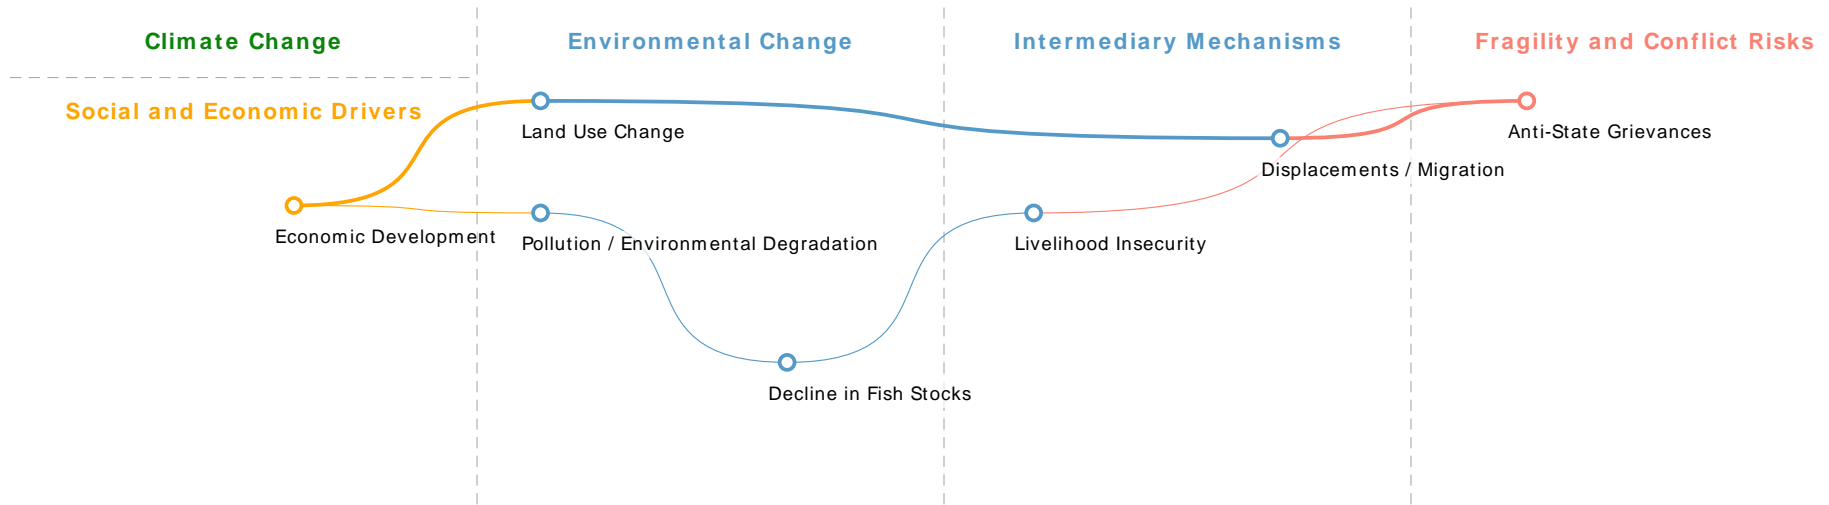 Climate Change
Environmental Change
Intermediary Mechanisms
Fragility and Conflict Risks
Social and Economic Drivers
Land Use Change
Anti-State Grievances
Displacements / Migration
Economic Development
Pollution / Environmental Degradation
Livelihood Insecurity
Decline in Fish Stocks